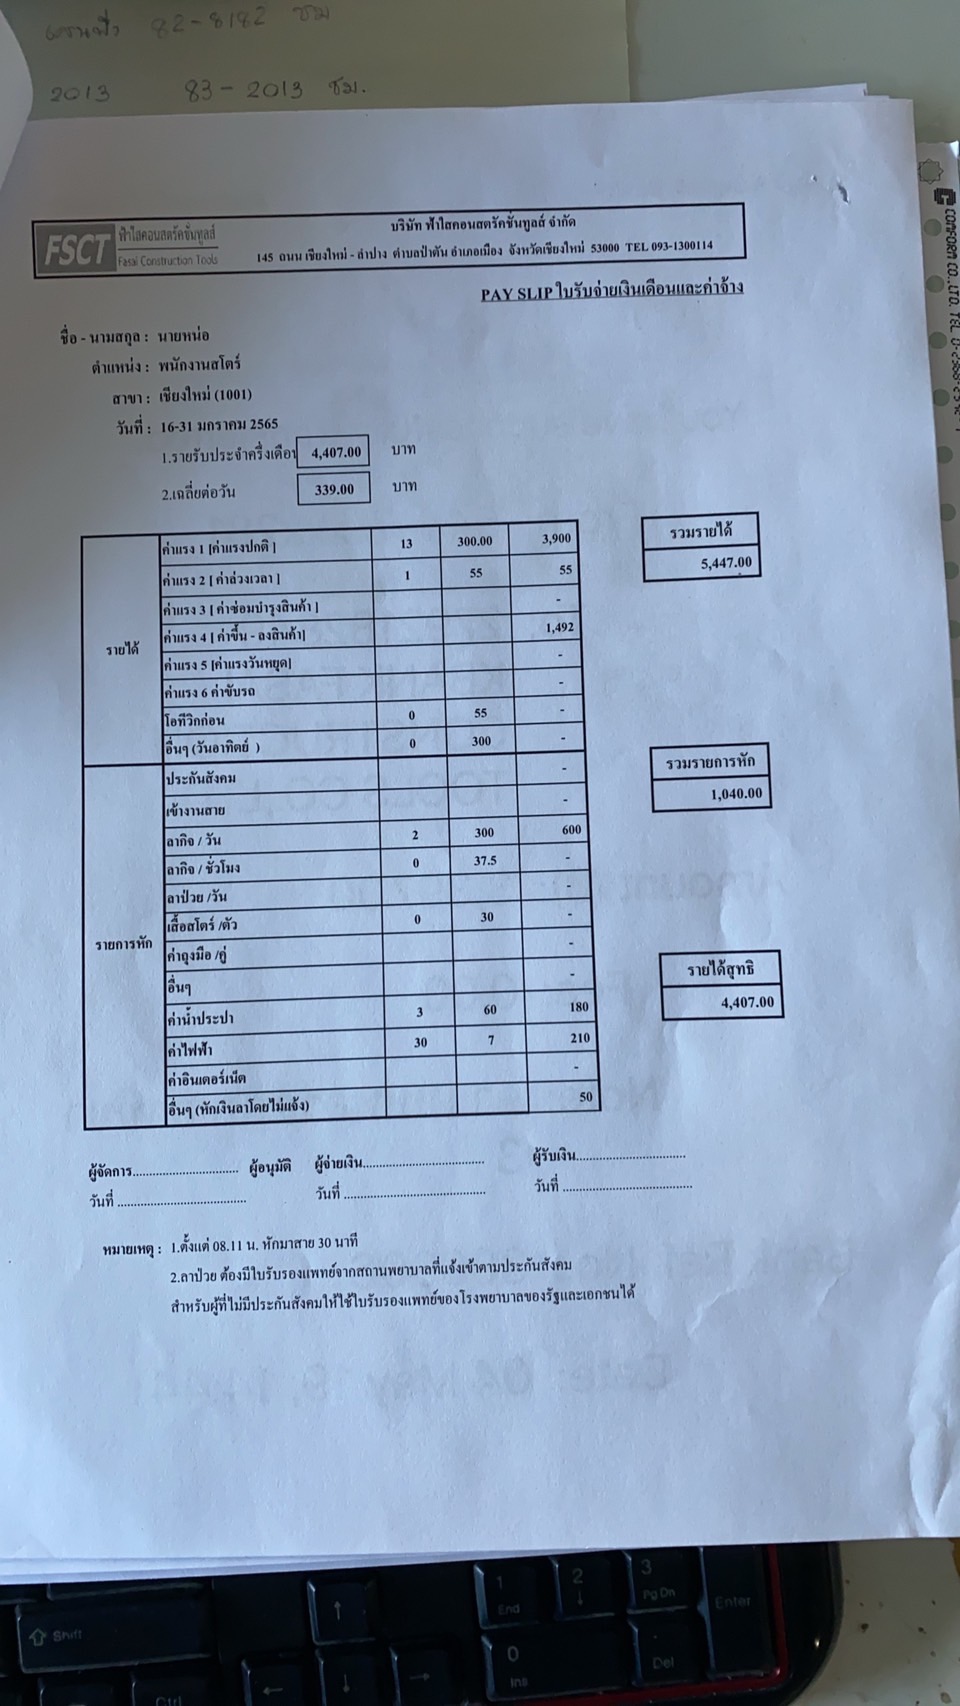 82-8182 ชม
2013 83-2013 ชม.
FSCT ฟ้าใสคอนสตรัคชั่นทูลส์
Fasai Construction Tools
บริษัท ฟ้าใสคอนสตรัคชั่นทูลส์ จำกัด
145 ถนน เชียงใหม่ - ลำปาง ตำบลป่าตัน อำเภอเมือง จังหวัดเชียงใหม่ 53000 TEL 093-1300114
PAY SLIP ใบรับจ่ายเงินเดือนและค่าจ้าง
ชื่อ - นามสกุล : นายหน่อ
ตำแหน่ง : พนักงานสโตร์
สาขา : เชียงใหม่ (1001)
วันที่ : 16-31 มกราคม 2565
1.รายรับประจำครึ่งเดือน 4,407.00 บาท
2.เฉลี่ยต่อวัน 339.00 บาท
รายได้
ค่าแรง 1 [ค่าแรงปกติ ] 13 300.00 3,900
ค่าแรง 2 [ ค่าล่วงเวลา ] 1 55 55
ค่าแรง 3 [ ค่าซ่อมบำรุงสินค้า ] -
ค่าแรง 4 [ ค่าขึ้น - ลงสินค้า] 1,492
ค่าแรง 5 [ค่าแรงวันหยุด] -
ค่าแรง 6 ค่าขับรถ -
โอทีวิกก่อน 0 55 -
อื่นๆ (วันอาทิตย์ ) 0 300 -
รวมรายได้
5,447.00
รายการหัก
ประกันสังคม -
เข้างานสาย -
ลากิจ / วัน 2 300 600
ลากิจ / ชั่วโมง 0 37.5 -
ลาป่วย /วัน -
เสื้อสโตร์ /ตัว 0 30 -
ค่าถุงมือ /คู่ -
อื่นๆ -
ค่าน้ำประปา 3 60 180
ค่าไฟฟ้า 30 7 210
ค่าอินเตอร์เน็ต -
อื่นๆ (หักเงินลาโดยไม่แจ้ง) 50
รวมรายการหัก
1,040.00
รายได้สุทธิ
4,407.00
ผู้จัดการ................................ ผู้อนุมัติ ผู้จ่ายเงิน..................................... ผู้รับเงิน.................................
วันที่ ....................................... วันที่ ........................................... วันที่ .......................................
หมายเหตุ : 1.ตั้งแต่ 08.11 น. หักมาสาย 30 นาที
2.ลาป่วย ต้องมีใบรับรองแพทย์จากสถานพยาบาลที่แจ้งเข้าตามประกันสังคม
สำหรับผู้ที่ไม่มีประกันสังคมให้ใช้ใบรับรองแพทย์ของโรงพยาบาลของรัฐและเอกชนได้
Shift
Ctrl
1 End
2
3 PgDn
Enter
0 Ins
. Del